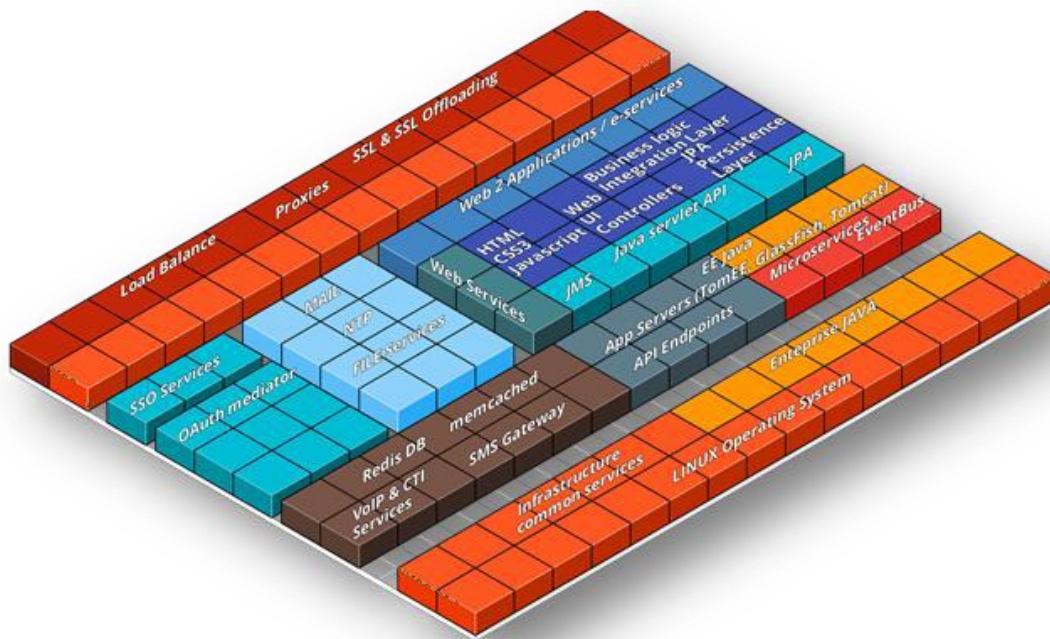 SSL & SSL Offloading
Proxies
Load Balance
Web 2 Applications / e-services
Business logic
Web Integration Layer
JPA
Persistence
Layer
HTML
CSS3
Javascript UI
Controllers
Web Services
JMS
Java servlet API
JPA
MAIL
NTP
FILE-Services
SSO Services
OAuth mediator
EE Java
App Servers (TomEE, GlassFish, Tomcat)
API Endpoints
Microservices
EventBus
Redis DB
memcached
VoIP & CTI
Services
SMS Gateway
Enteprise JAVA
Infrastructure
common services
LINUX Operating System